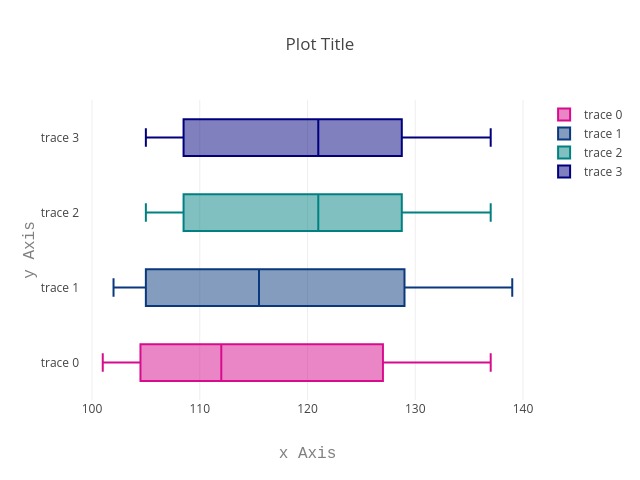 Plot Title
trace 3
trace 2
trace 1
trace 0
y Axis
100 110 120 130 140
x Axis
trace 0
trace 1
trace 2
trace 3